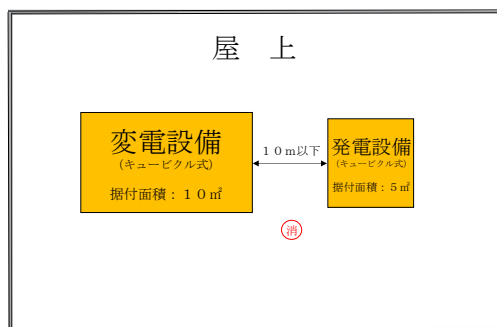 屋　上
変電設備
(キュービクル式)
据付面積：１０㎡
１０ｍ以下
発電設備
(キュービクル式)
据付面積：５㎡
消